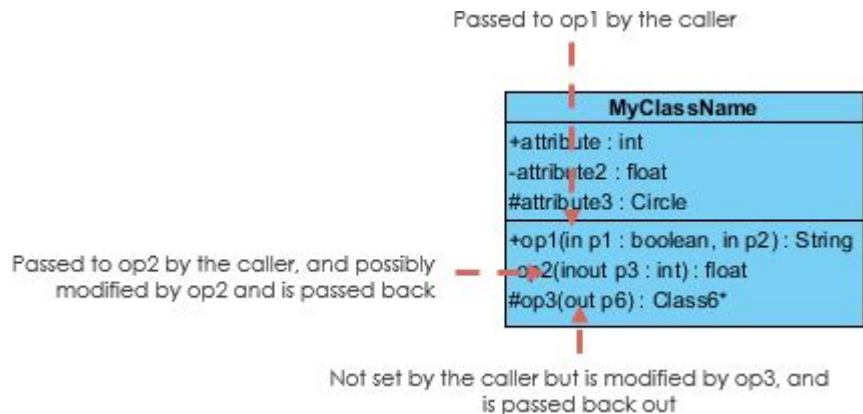 Passed to op1 by the caller
MyClassName
+attribute : int
-attribute2 : float
#attribute3 : Circle
+op1(in p1 : boolean, in p2) : String
Passed to op2 by the caller, and possibly
modified by op2 and is passed back
op2(inout p3 : int) : float
#op3(out p6) : Class6*
Not set by the caller but is modified by op3, and
is passed back out